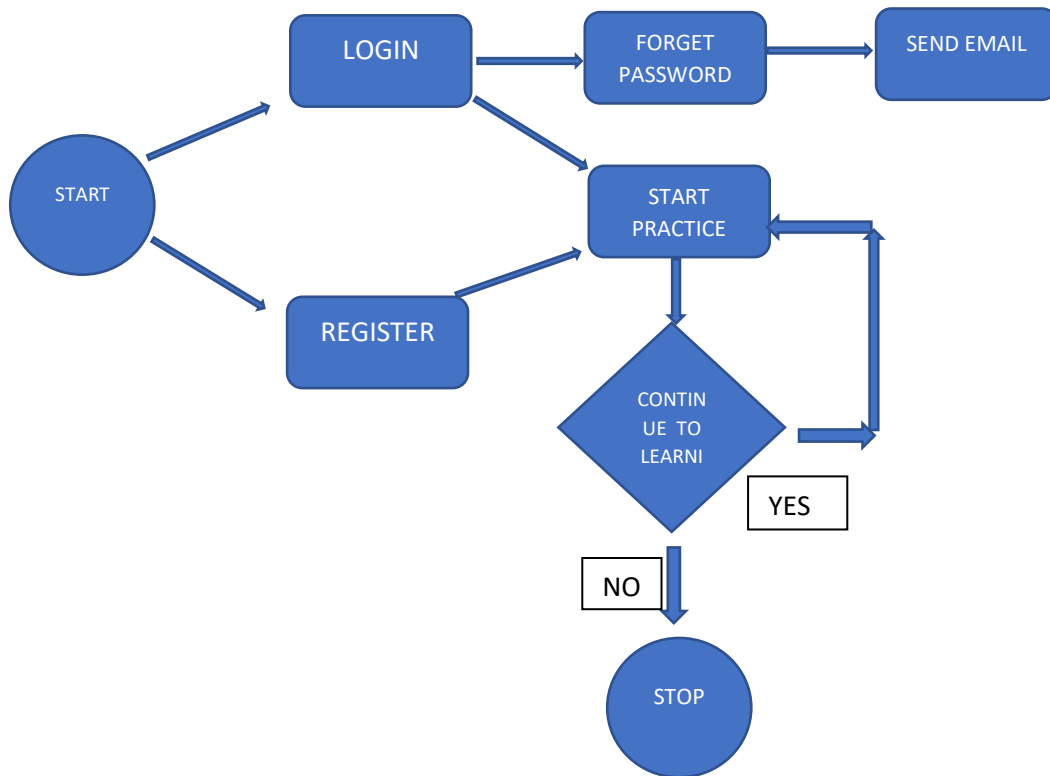 LOGIN
FORGET
PASSWORD
SEND EMAIL
START
START
PRACTICE
REGISTER
CONTIN
UE TO
LEARNI
YES
NO
STOP